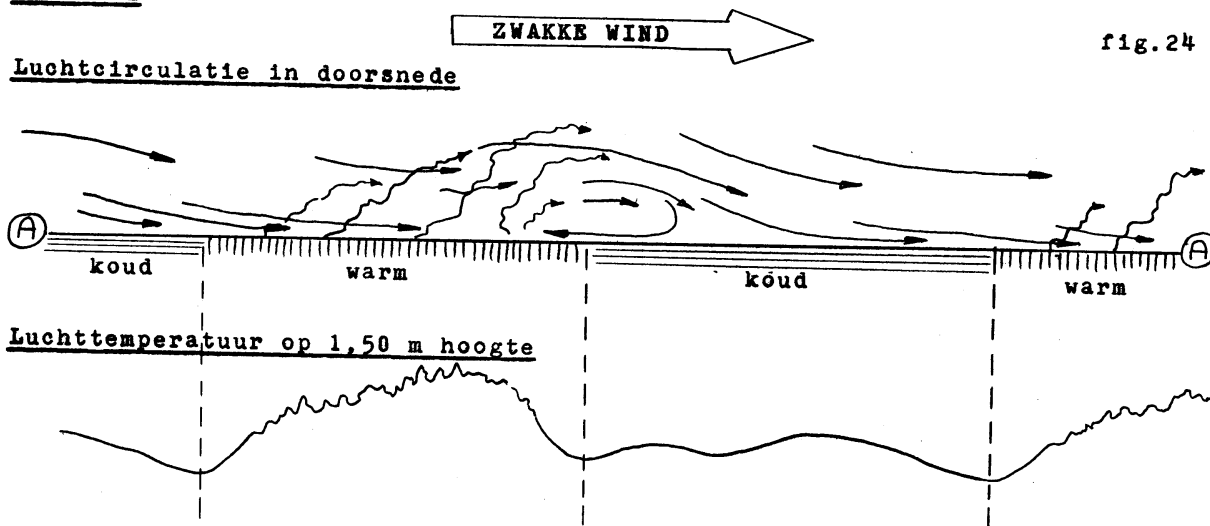 ZWAKKE WIND
fig.24
Luchtcirculatie in doorsnede
A
A
koud
warm
koud
warm
Luchttemperatuur op 1,50 m hoogte